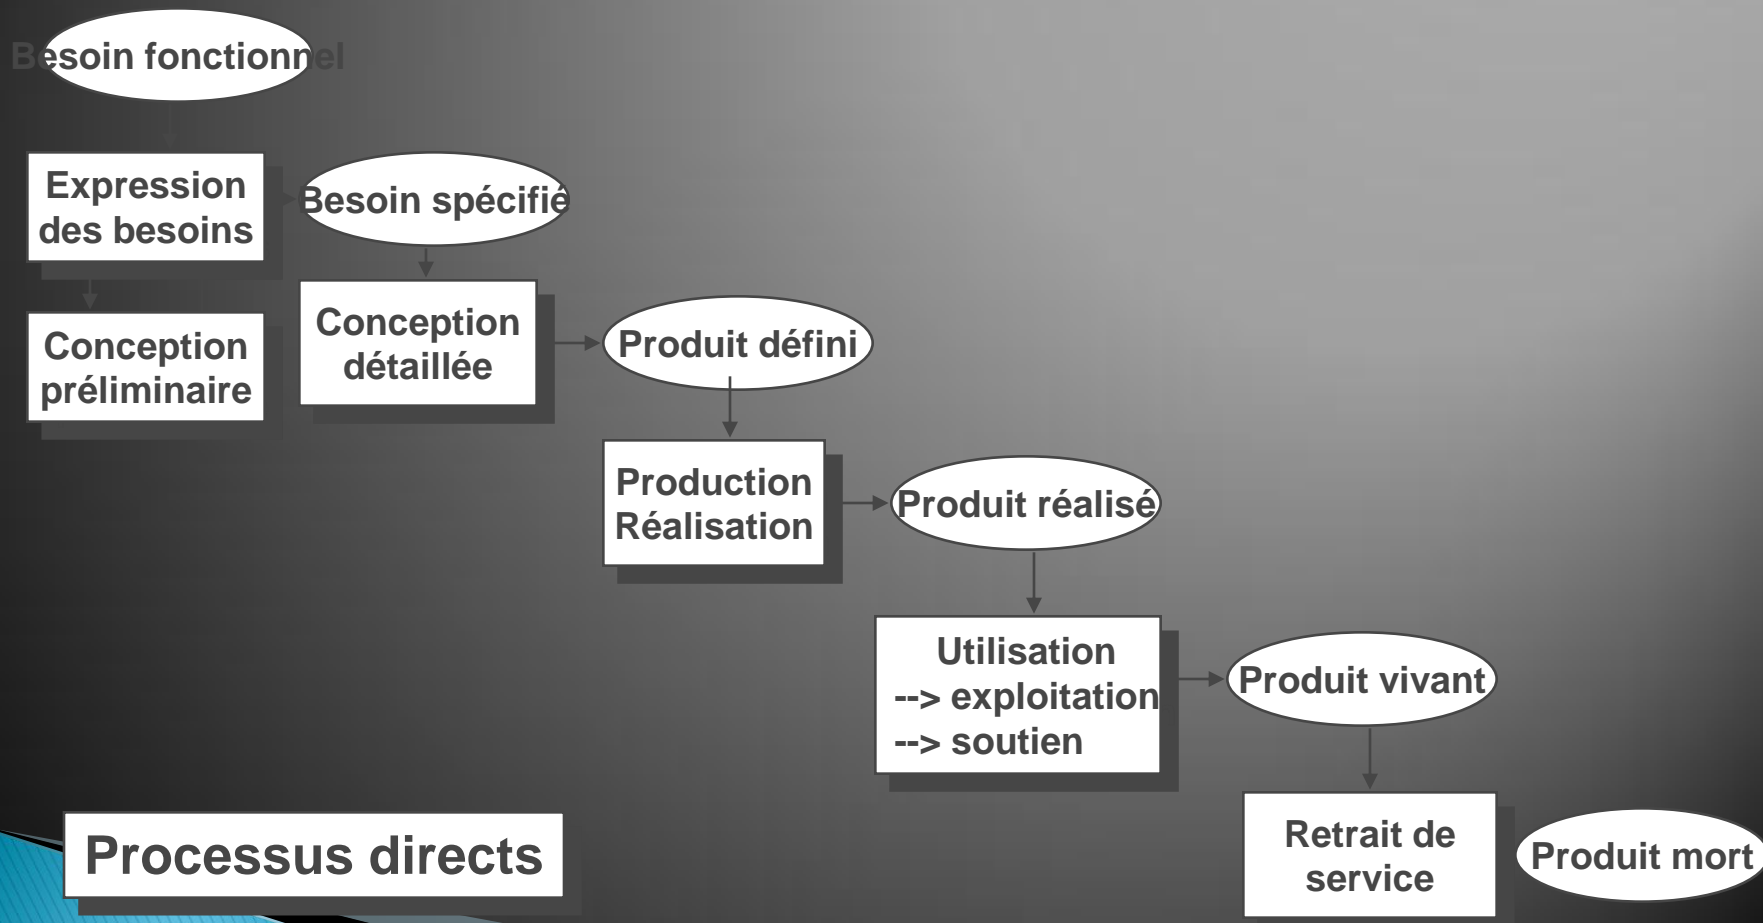 Besoin fonctionnel
Expression
des besoins
Besoin spécifié
Conception
préliminaire
Conception
détaillée
Produit défini
Production
Réalisation
Produit réalisé
Utilisation
--> exploitation
--> soutien
Produit vivant
Retrait de
service
Produit mort
Processus directs